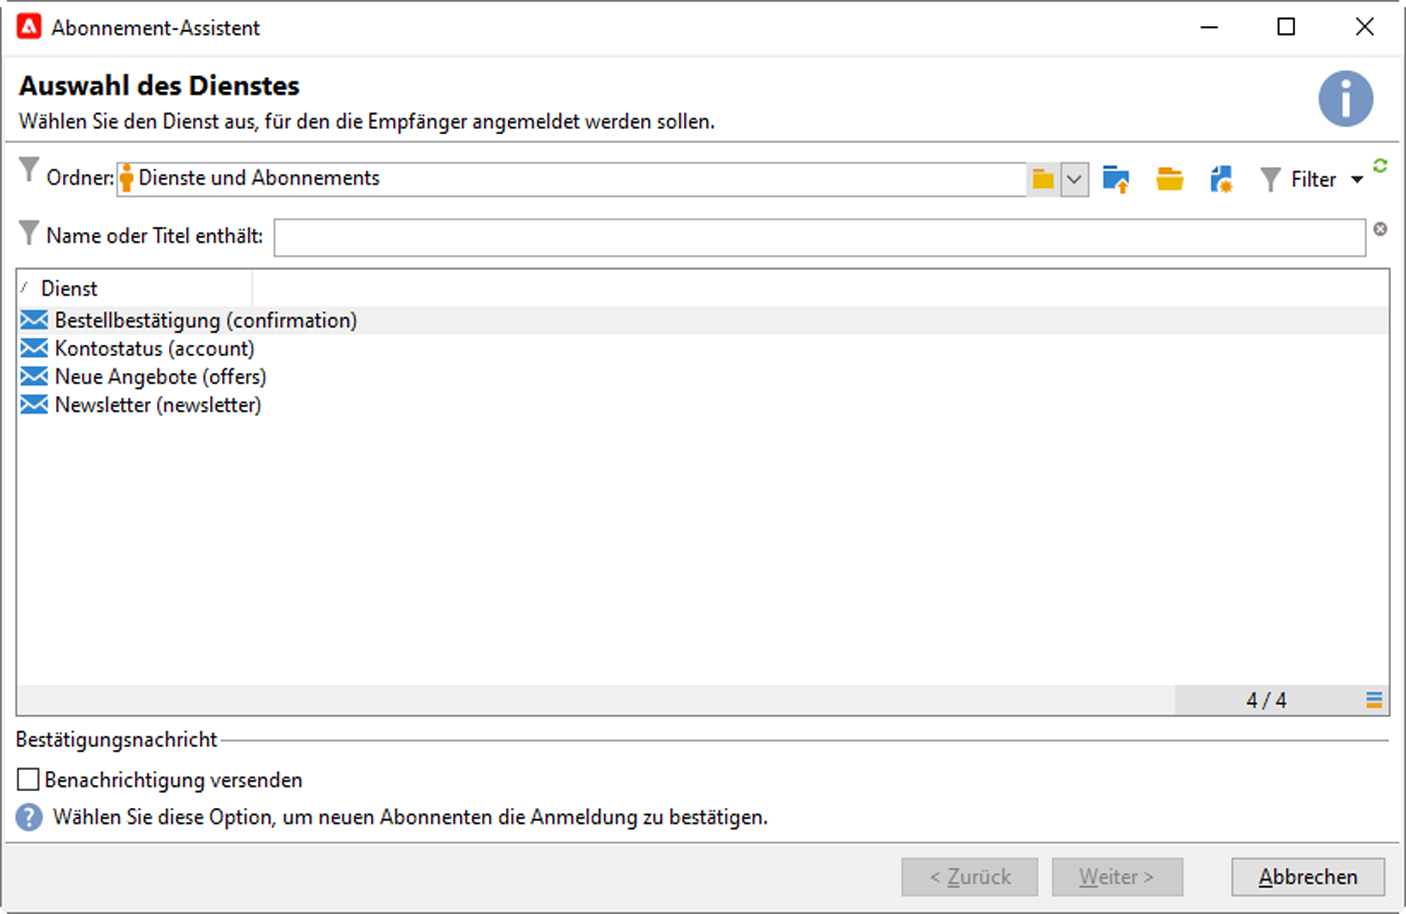 Abonnement-Assistent
Auswahl des Dienstes
Wählen Sie den Dienst aus, für den die Empfänger angemeldet werden sollen.
Ordner: Dienste und Abonnements Filter
Name oder Titel enthält:
Dienst
Bestellbestätigung (confirmation)
Kontostatus (account)
Neue Angebote (offers)
Newsletter (newsletter)
4 / 4
Bestätigungsnachricht
Benachrichtigung versenden
Wählen Sie diese Option, um neuen Abonnenten die Anmeldung zu bestätigen.
< Zurück Weiter > Abbrechen